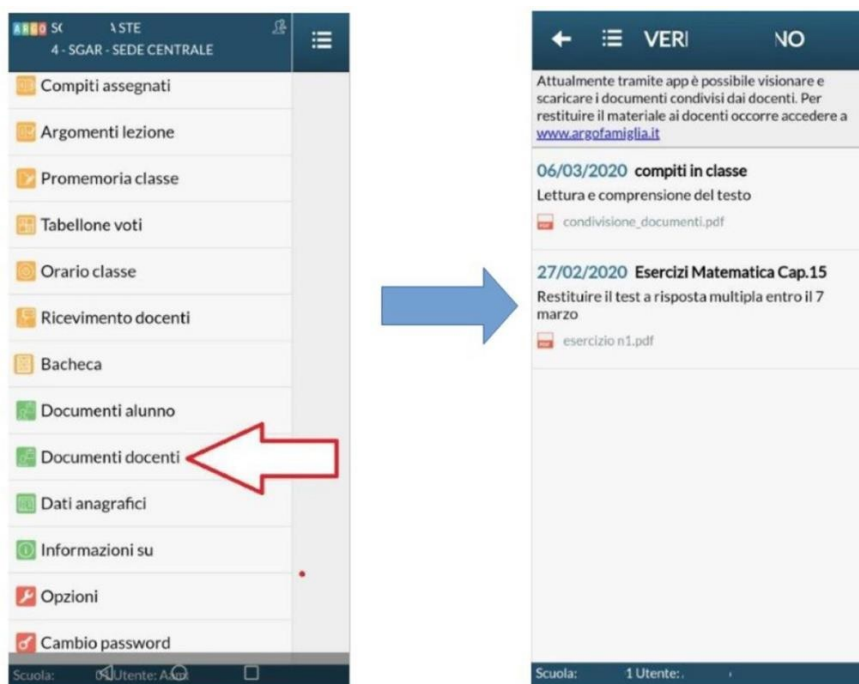 ARGO
4 - SGAR - SEDE CENTRALE
Compiti assegnati
Argomenti lezione
Promemoria classe
Tabellone voti
Orario classe
Ricevimento docenti
Bacheca
Documenti alunno
Documenti docenti
Dati anagrafici
Informazioni su
Opzioni
Cambio password
Scuola: Utente:
VERI NO
Attualmente tramite app è possibile visionare e
scaricare i documenti condivisi dai docenti. Per
restituire il materiale ai docenti occorre accedere a
www.argofamiglia.it
06/03/2020 compiti in classe
Lettura e comprensione del testo
condivisione_documenti.pdf
27/02/2020 Esercizi Matematica Cap.15
Restituire il test a risposta multipla entro il 7
marzo
esercizio n1.pdf
Scuola: 1 Utente: